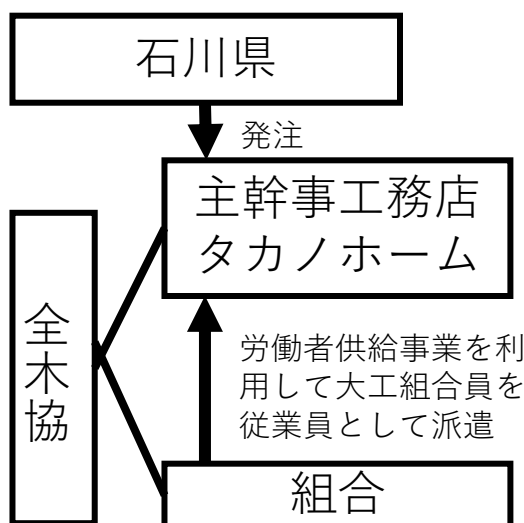 石川県
発注
主幹事工務店
タカノホーム
全木協
労働者供給事業を利
用して大工組合員を
従業員として派遣
組合